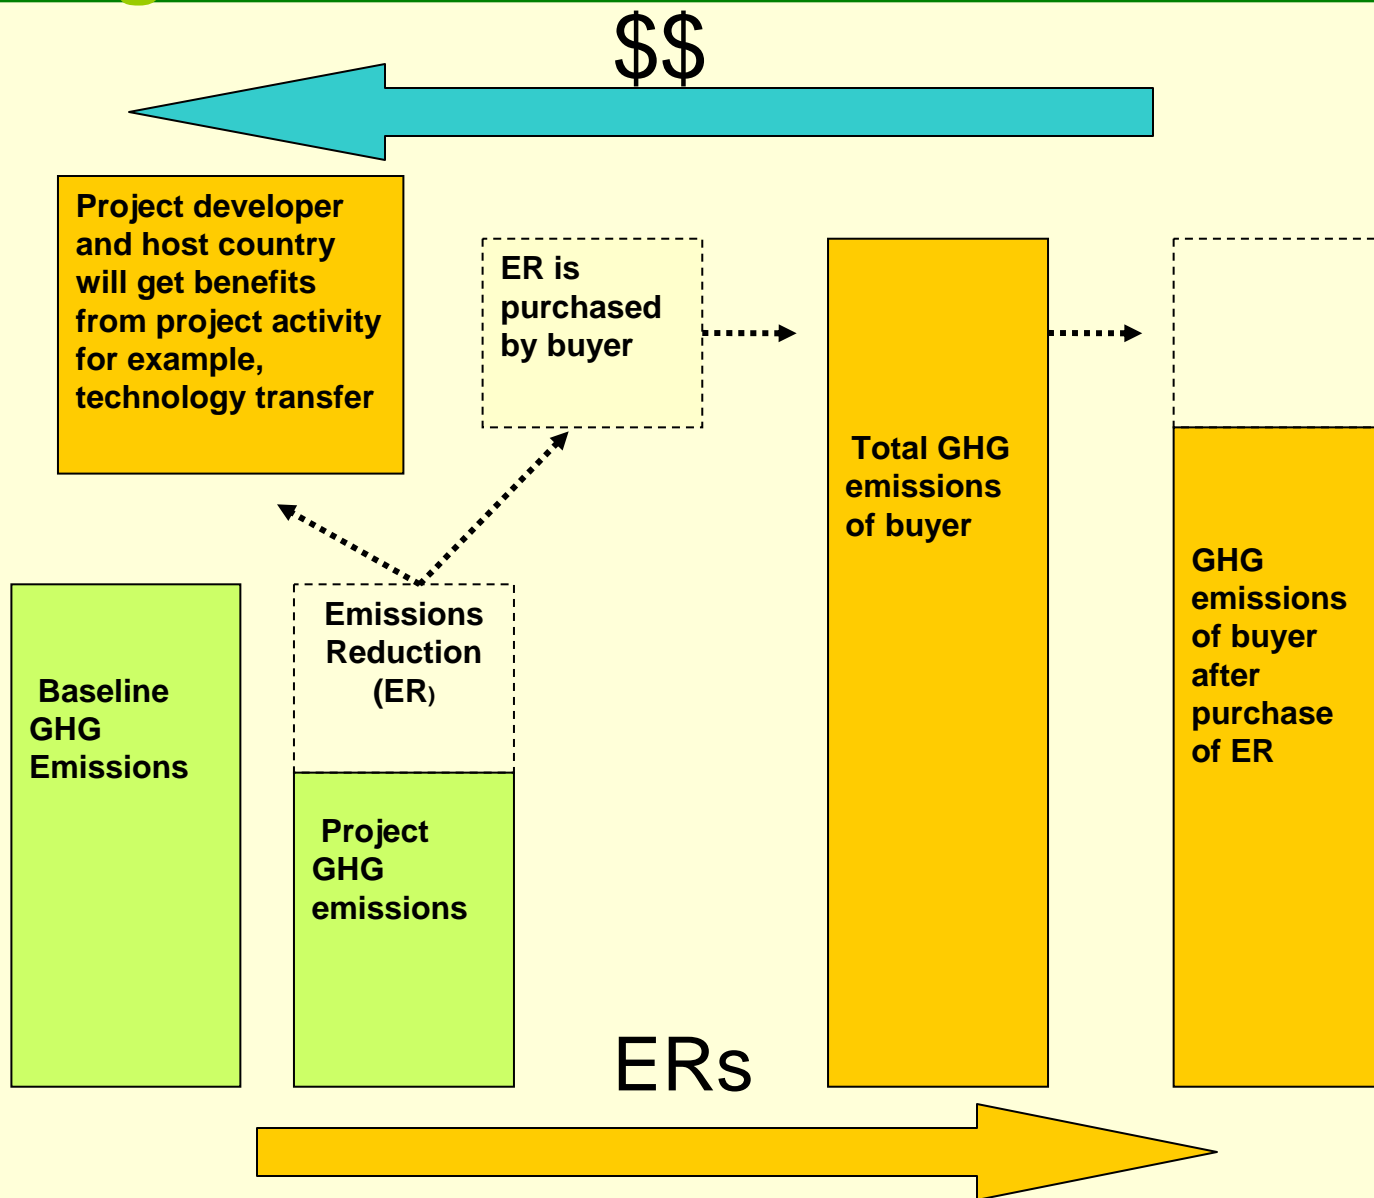 $$
Project developer
and host country
will get benefits
from project activity
for example,
technology transfer
ER is
purchased
by buyer
Total GHG
emissions
of buyer
GHG
emissions
of buyer
after
purchase
of ER
Emissions
Reduction
(ER)
Baseline
GHG
Emissions
Project
GHG
emissions
ERs